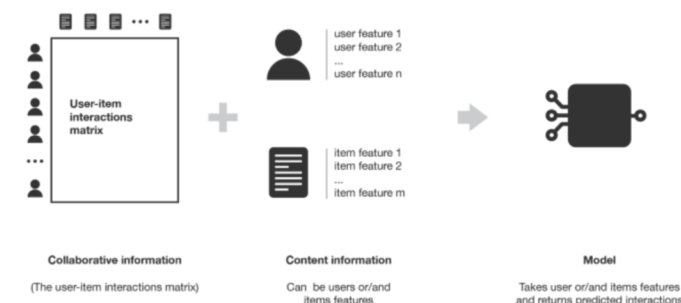 User-item
interactions
matrix
user feature 1
user feature 2
...
user feature n
item feature 1
item feature 2
...
item feature m
Collaborative information
(The user-item interactions matrix)
Content information
Can be users or/and
items features
Model
Takes user or/and items features
and returns predicted interactions